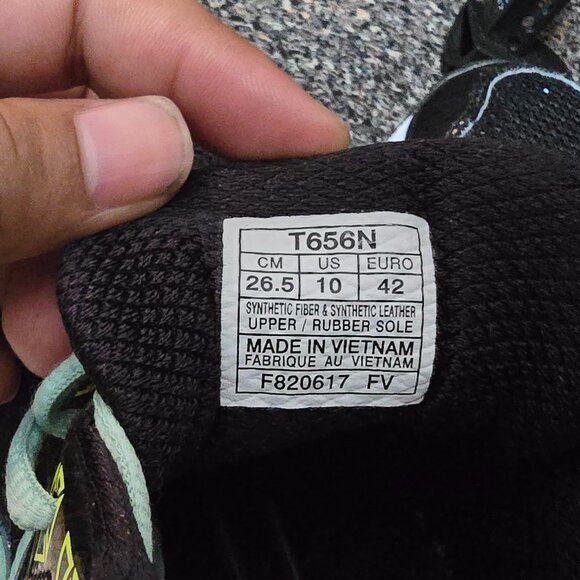 T656N
CM US EURO
26.5 10 42
SYNTHETIC FIBER & SYNTHETIC LEATHER
UPPER / RUBBER SOLE
MADE IN VIETNAM
FABRIQUE AU VIETNAM
F820617 FV